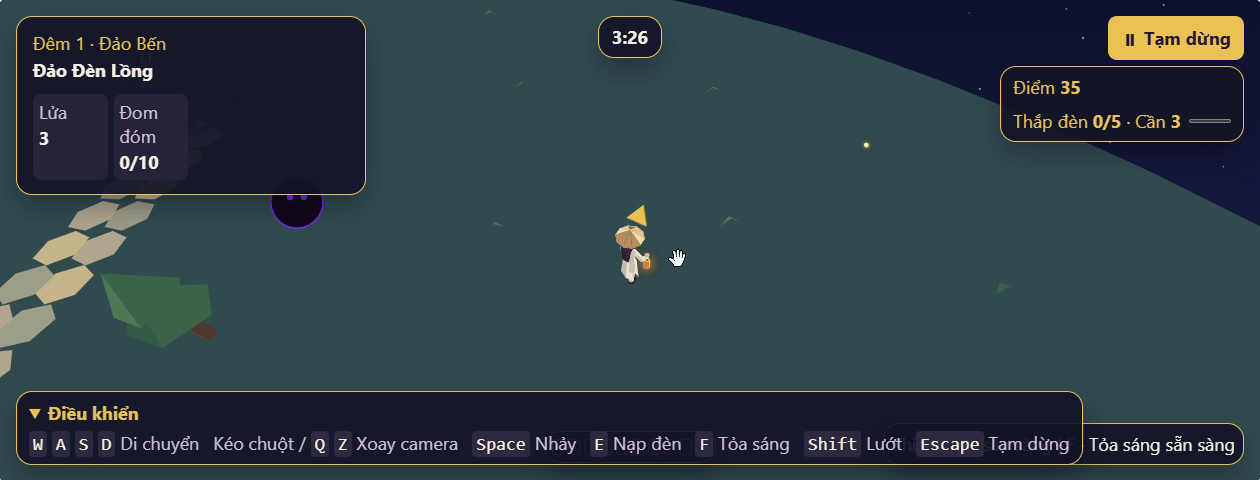 Đêm 1 · Đảo Bến
Đảo Đèn Lồng
Lửa
3
Đom đóm
0/10
3:26
Tạm dừng
Điểm 35
Thắp đèn 0/5 · Cần 3
▼ Điều khiển
W A S D Di chuyển Kéo chuột / Q Z Xoay camera Space Nhảy E Nạp đèn F Tỏa sáng Shift Lướt Escape Tạm dừng
Tỏa sáng sẵn sàng